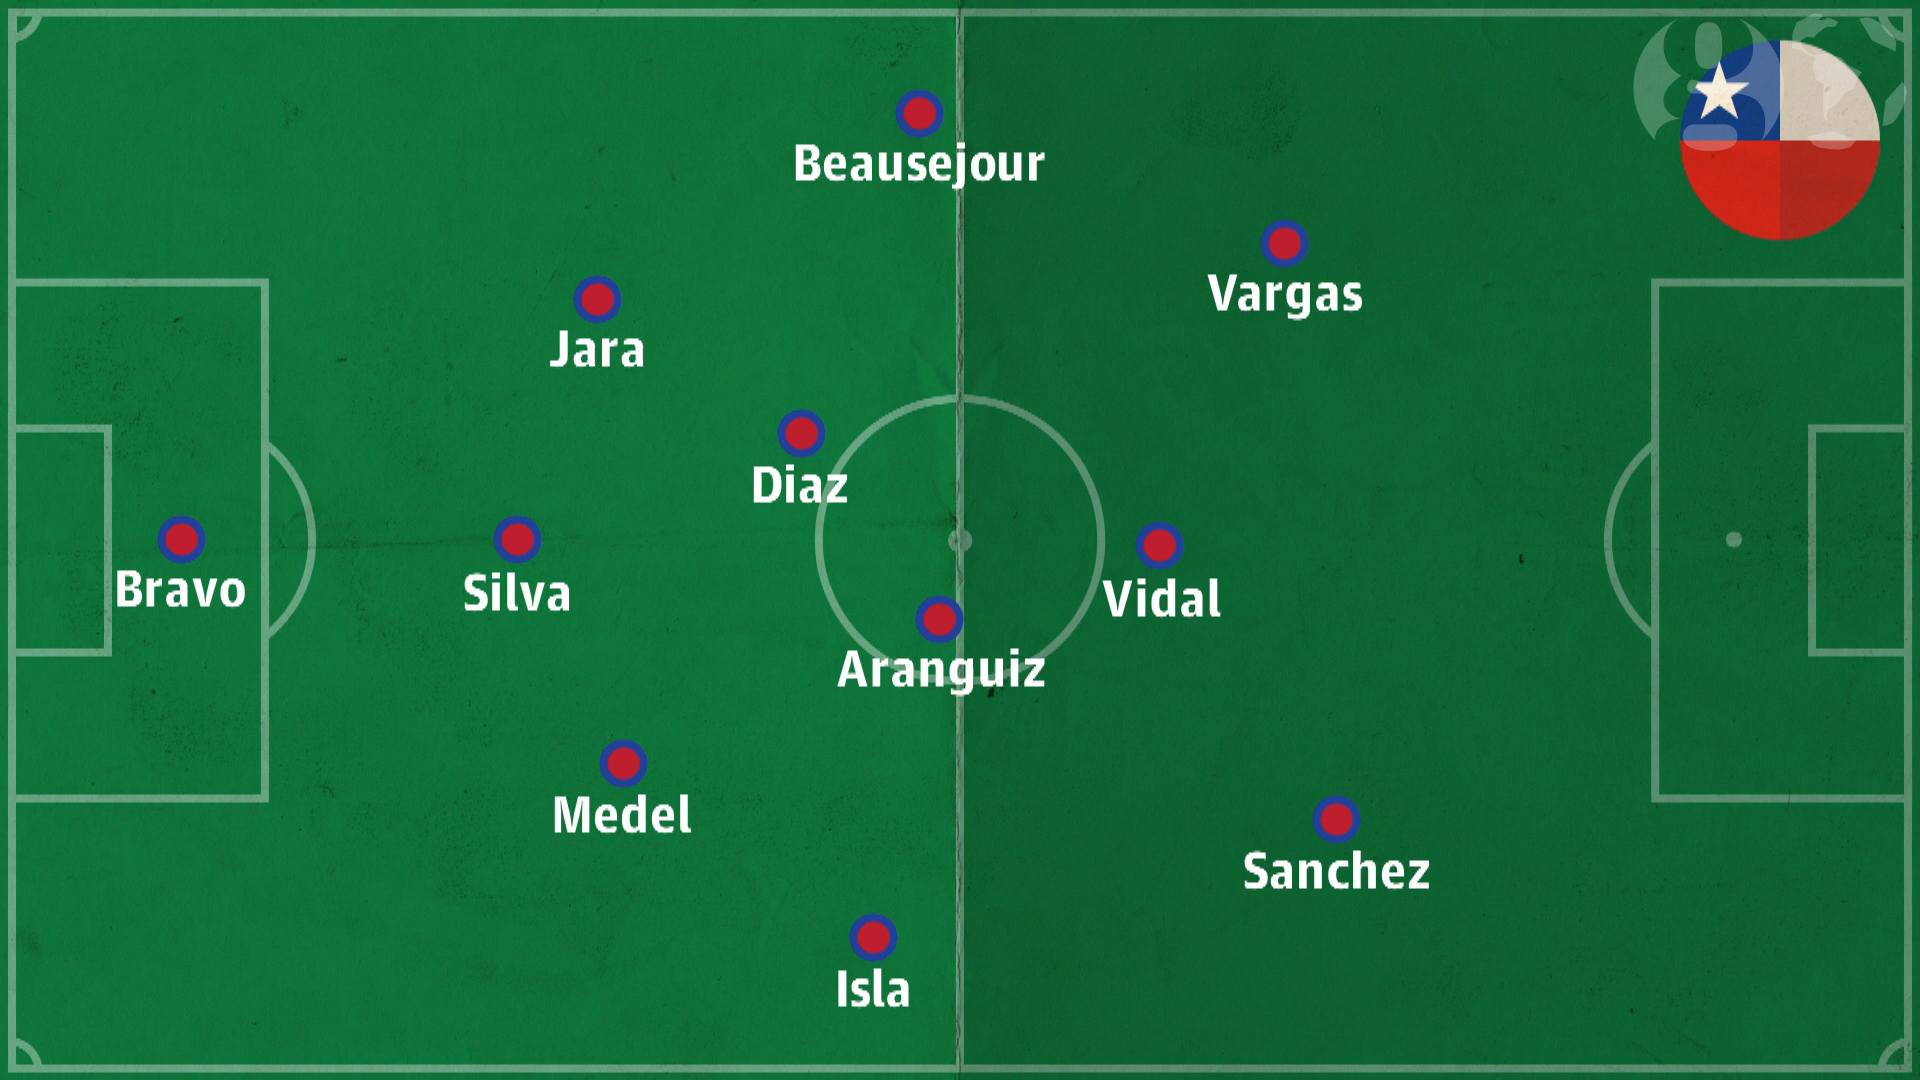 Beausejour
Vargas
Jara
Diaz
Bravo
Silva
Vidal
Aranguiz
Medel
Sanchez
Isla